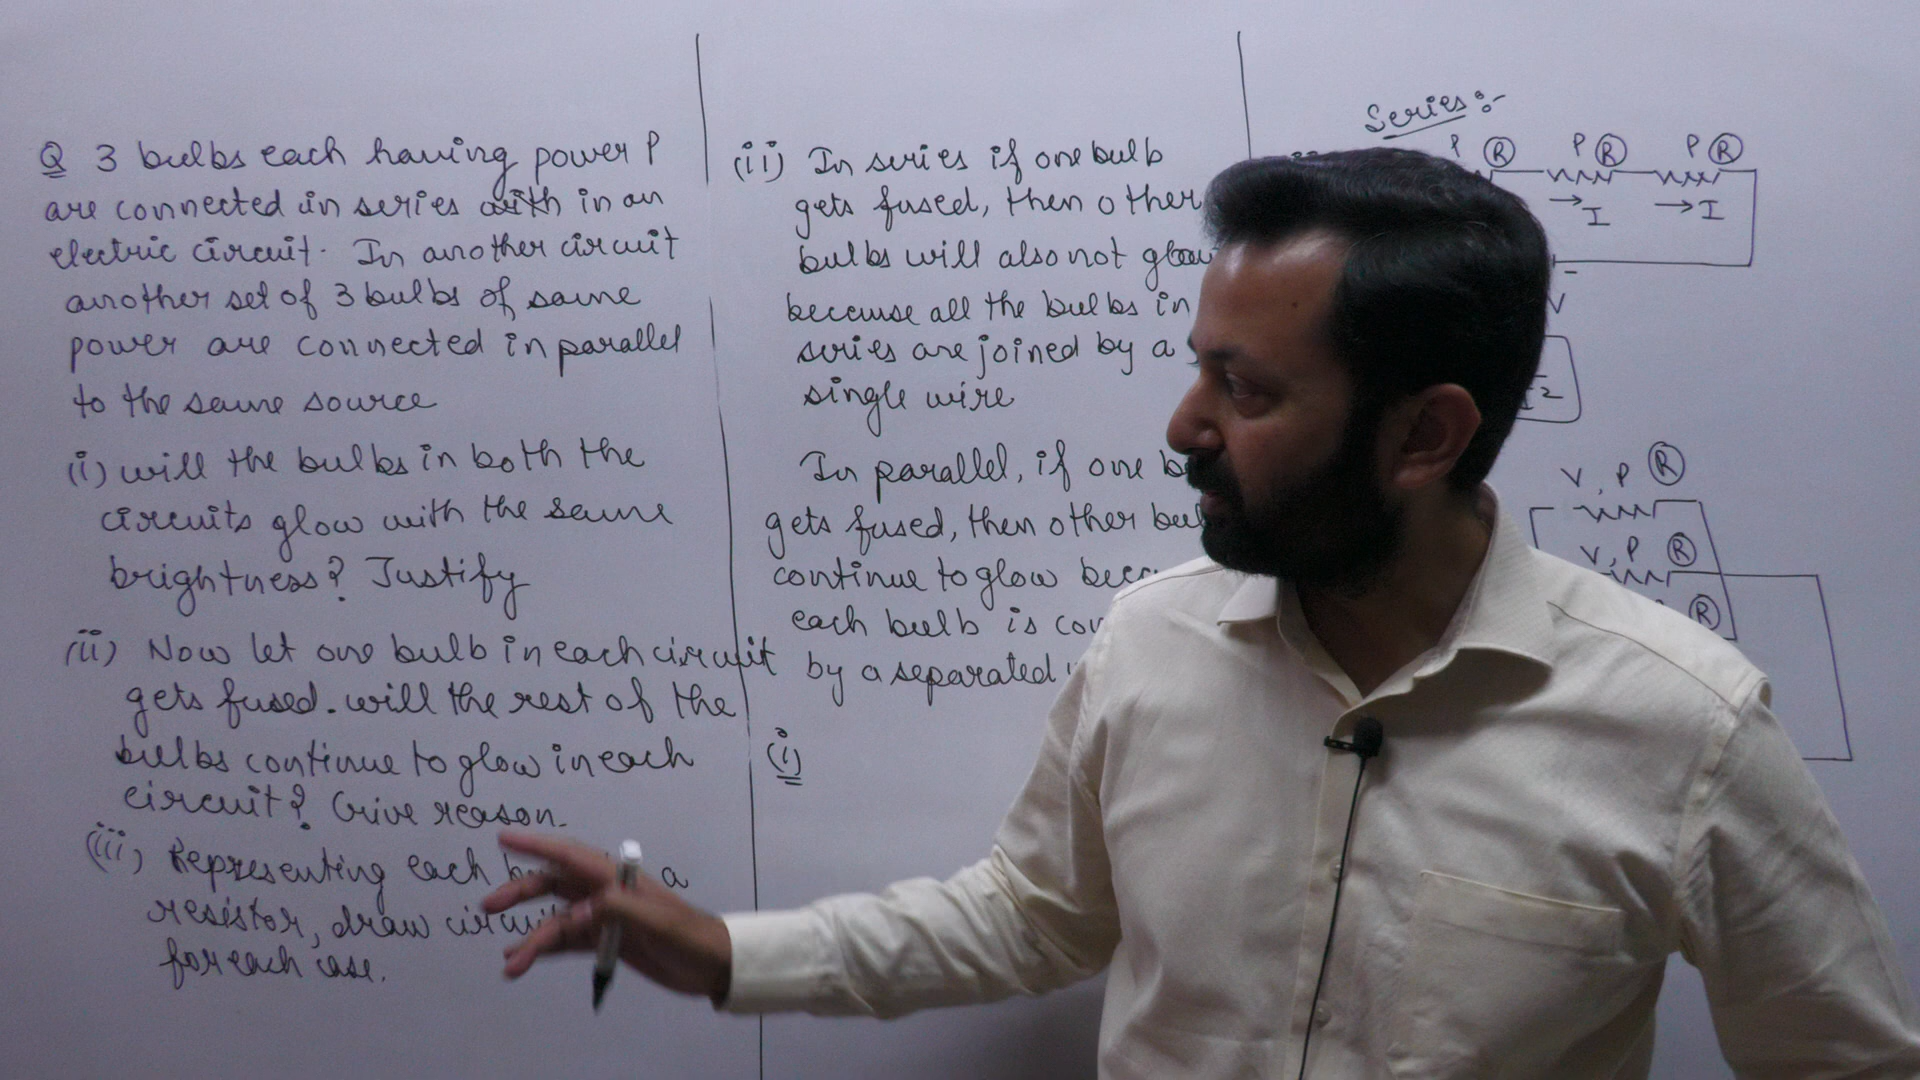 Q 3 bulbs each having power P
are connected in series with in an
electric circuit. In another circuit
another set of 3 bulbs of same
power are connected in parallel
to the same source
(i) will the bulbs in both the
circuits glow with the same
brightness? Justify
(ii) Now let one bulb in each circuit
gets fused. will the rest of the
bulbs continue to glow in each
circuit? Give reason.
(iii) Representing each a
resistor, draw
for each case.
(ii) In series if one bulb
gets fused, then other
bulbs will also not glow
because all the bulbs in
series are joined by a
single wire
In parallel, if one
gets fused, then other
continue to glow
each bulb is
by a separated
(i)
Series:-
P R P R P R
→ I → I
-
V
V, P R
V, P R
R